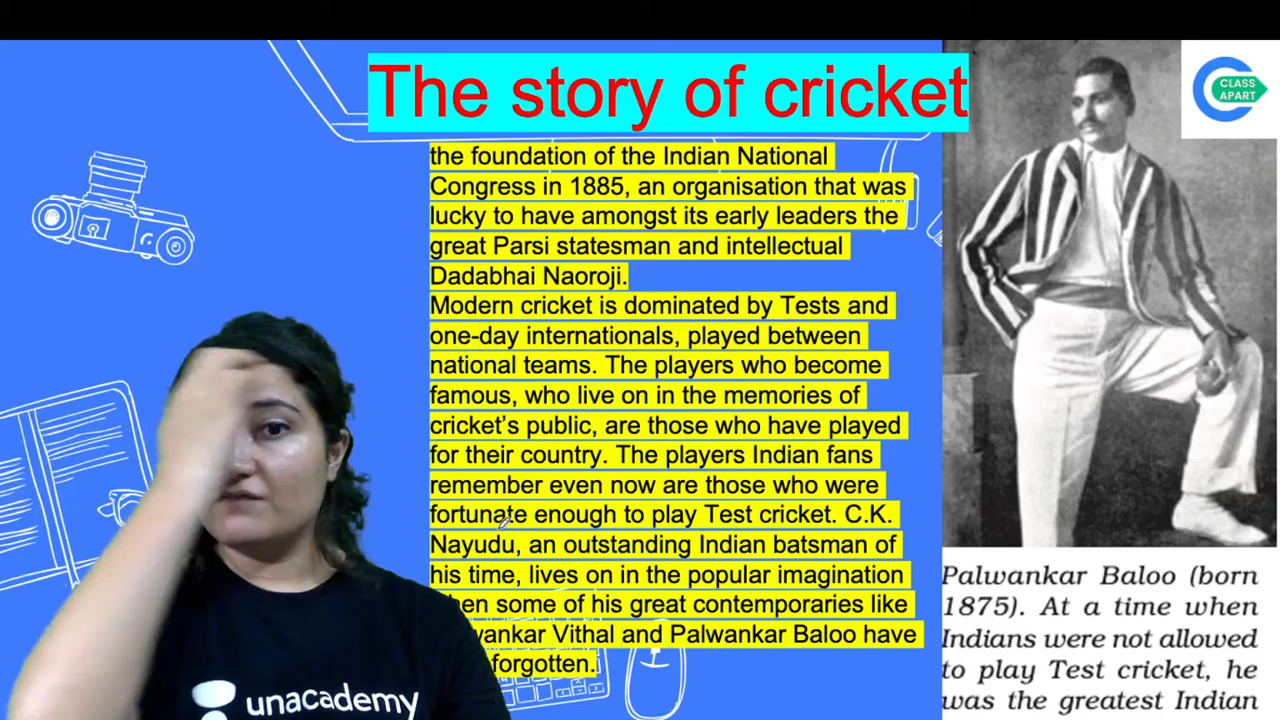 The story of cricket
CLASS
APART
the foundation of the Indian National
Congress in 1885, an organisation that was
lucky to have amongst its early leaders the
great Parsi statesman and intellectual
Dadabhai Naoroji.
Modern cricket is dominated by Tests and
one-day internationals, played between
national teams. The players who become
famous, who live on in the memories of
cricket's public, are those who have played
for their country. The players Indian fans
remember even now are those who were
fortunate enough to play Test cricket. C.K.
Nayudu, an outstanding Indian batsman of
his time, lives on in the popular imagination
some of his great contemporaries like
Vithal and Palwankar Baloo have
forgotten.
Palwankar Baloo (born
1875). At a time when
Indians were not allowed
to play Test cricket, he
was the greatest Indian
unacademy